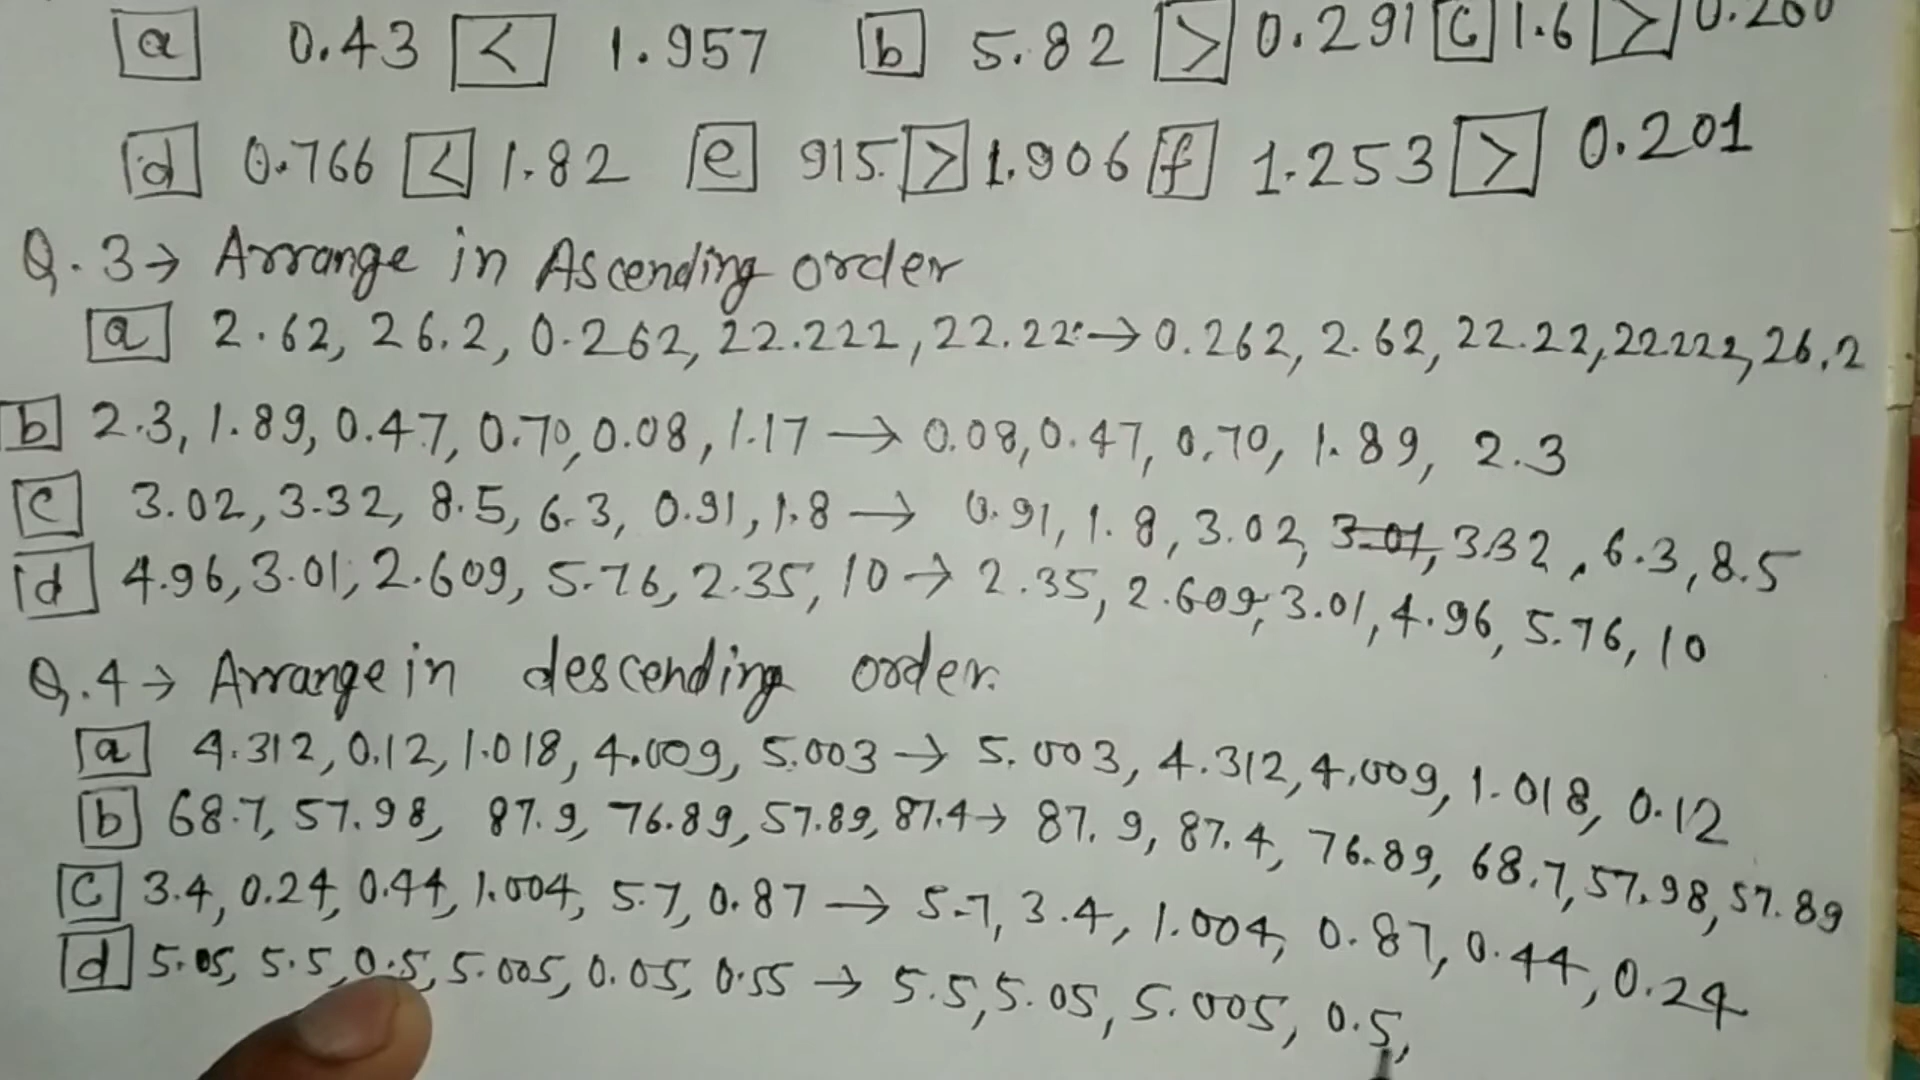 a 0.43 < 1.957 b 5.82 > 0.291 c 1.6 > 0.260
d 0.766 < 1.82 e 915. > 1.906 f 1.253 > 0.201
Q.3→ Arrange in Ascending order
a 2.62, 26.2, 0.262, 22.222, 22.22 → 0.262, 2.62, 22.22, 22.222, 26.2
b 2.3, 1.89, 0.47, 0.70, 0.08, 1.17 → 0.08, 0.47, 0.70, 1.89, 2.3
c 3.02, 3.32, 8.5, 6.3, 0.91, 1.8 → 0.91, 1.8, 3.02, 3.01, 3.32, 6.3, 8.5
d 4.96, 3.01, 2.609, 5.76, 2.35, 10 → 2.35, 2.609, 3.01, 4.96, 5.76, 10
Q.4 → Arrange in descending order.
a 4.312, 0.12, 1.018, 4.009, 5.003 → 5.003, 4.312, 4.009, 1.018, 0.12
b 68.7, 57.98, 87.9, 76.89, 57.89, 87.4 → 87.9, 87.4, 76.89, 68.7, 57.98, 57.89
c 3.4, 0.24, 0.44, 1.004, 5.7, 0.87 → 5.7, 3.4, 1.004, 0.87, 0.44, 0.24
d 5.05, 5.5, 0.5, 5.005, 0.05, 0.55 → 5.5, 5.05, 5.005, 0.5,